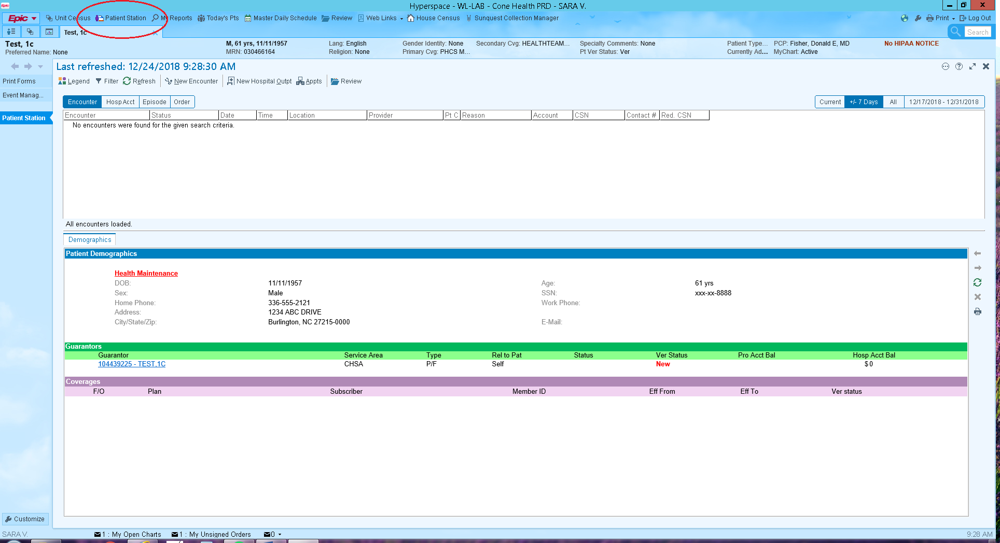 Epic Hyperspace - WL-LAB - Cone Health PRD - SARA V.
Epic Unit Census Patient Station My Reports Today's Pts Master Daily Schedule Review Web Links House Census Sunquest Collection Manager Print Log Out
Test, 1c Search
Test, 1c M, 61 yrs, 11/11/1957 Lang: English Gender Identity: None Secondary Cvg: HEALTHTEAM... Specialty Comments: None Patient Type... PCP: Fisher, Donald E, MD No HIPAA NOTICE
Preferred Name: None MRN: 030466164 Religion: None Primary Cvg: PHCS M... Pt Ver Status: Ver Currently Ad... MyChart: Active
Last refreshed: 12/24/2018 9:28:30 AM
Print Forms Legend Filter Refresh New Encounter New Hospital Outpt Appts Review
Event Manag...
Encounter Hosp Acct Episode Order Current +/- 7 Days All 12/17/2018 - 12/31/2018
Patient Station Encounter Status Date Time Location Provider Pt C Reason Account CSN Contact # Red. CSN
No encounters were found for the given search criteria.
All encounters loaded.
Demographics
Patient Demographics
Health Maintenance
DOB: 11/11/1957 Age: 61 yrs
Sex: Male SSN: xxx-xx-8888
Home Phone: 336-555-2121 Work Phone:
Address: 1234 ABC DRIVE
City/State/Zip: Burlington, NC 27215-0000 E-Mail:
Guarantors
Guarantor Service Area Type Rel to Pat Status Ver Status Pro Acct Bal Hosp Acct Bal
104439225 - TEST,1C CHSA P/F Self New $ 0
Coverages
F/O Plan Subscriber Member ID Eff From Eff To Ver status
Customize
SARA V. 1 : My Open Charts 1 : My Unsigned Orders 0 9:28 AM